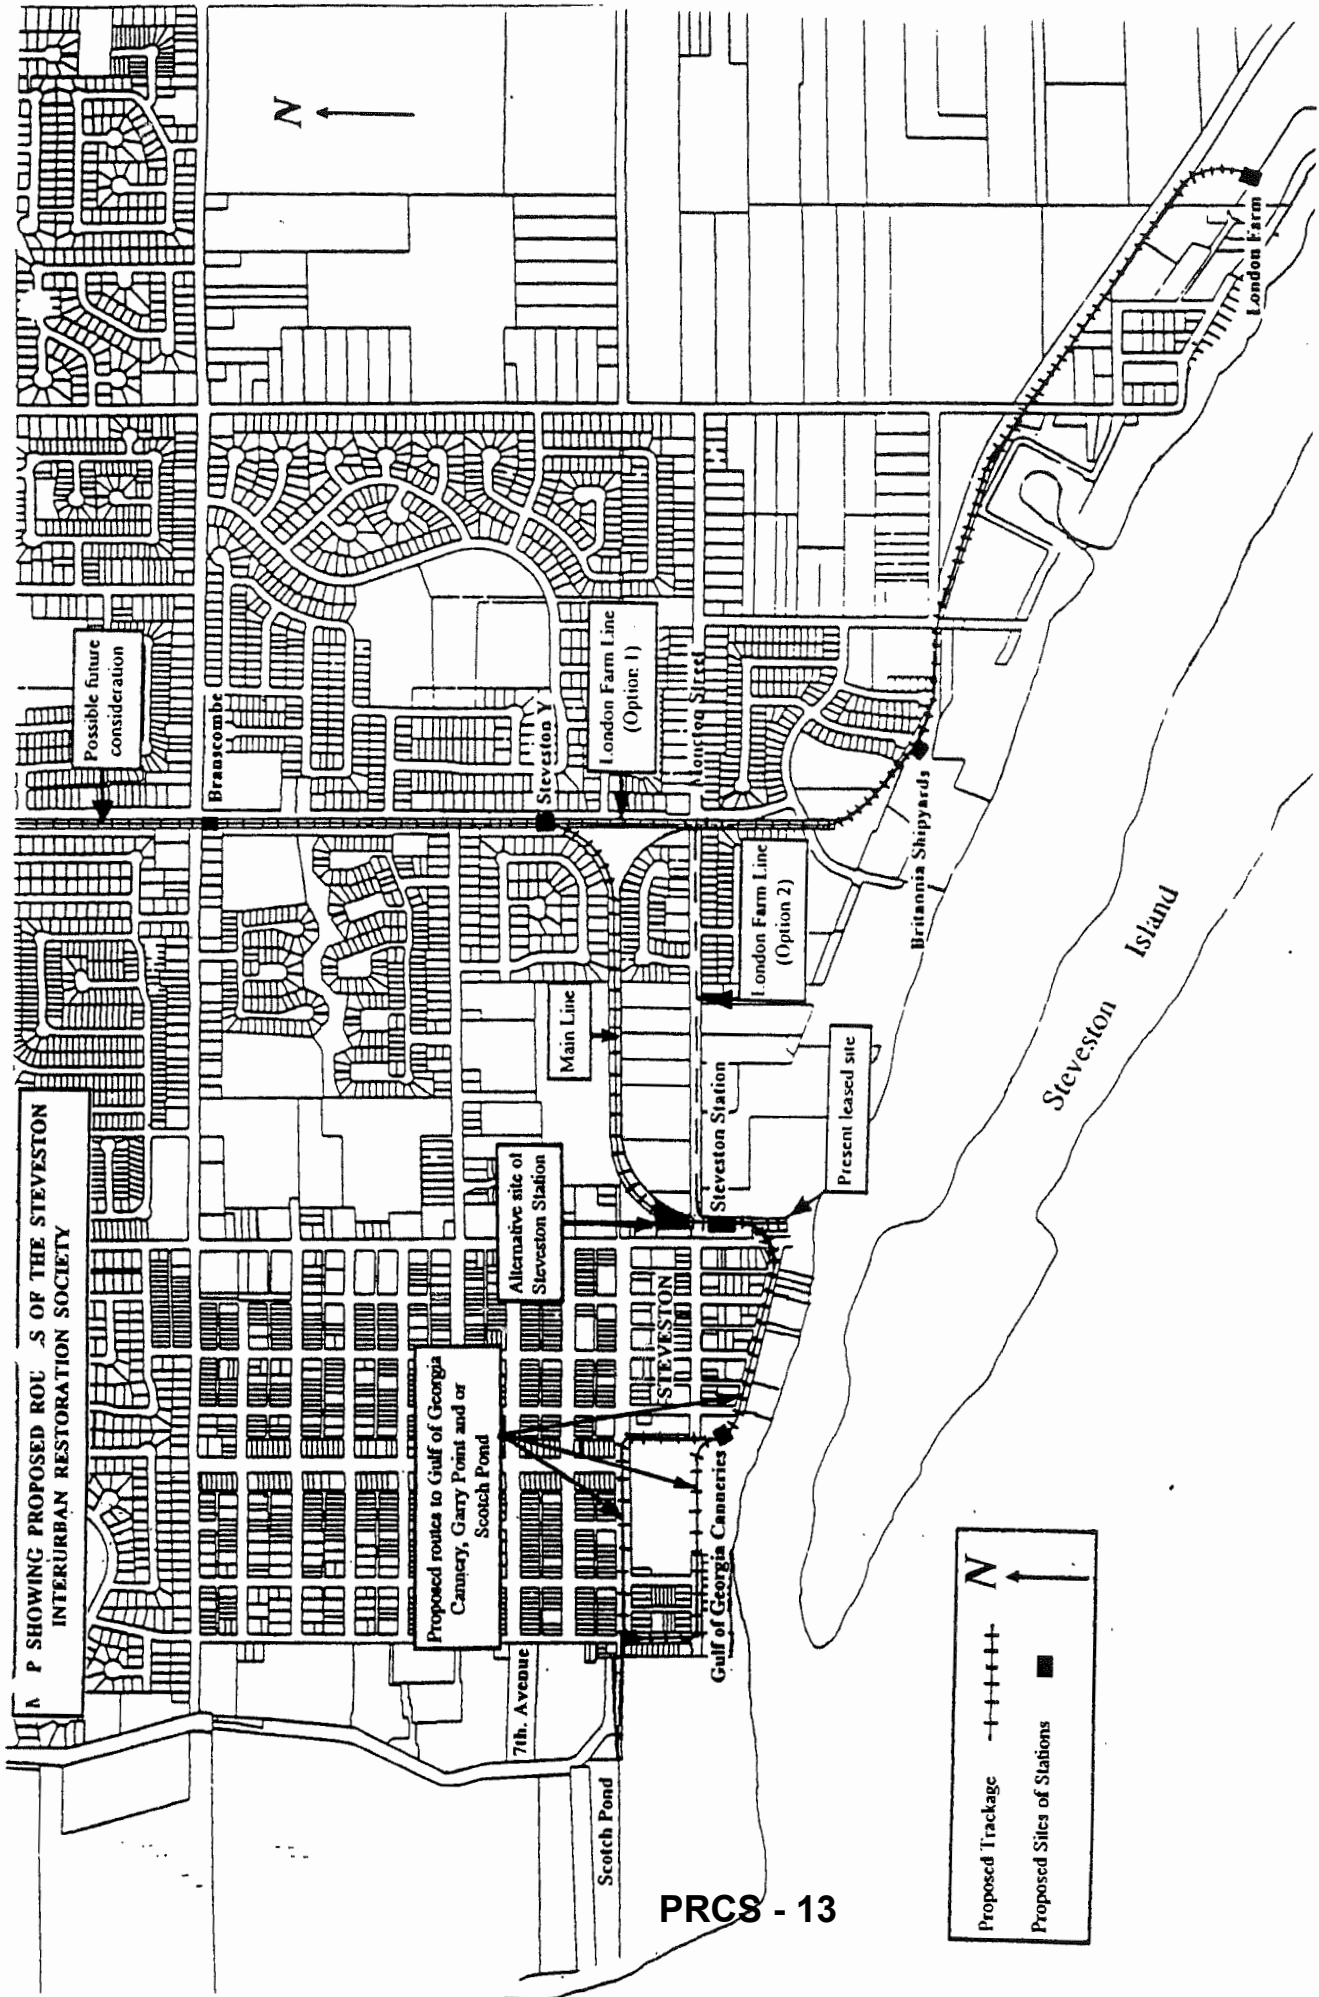 SHOWING PROPOSED
S OF THE STEVESTON
INTERURBAN RESTORATION SOCIETY
N
Possible future
consideration
Branscombe
Steveston Y
London Farm Line
(Option 1)
Moncton Street
London Farm Line
(Option 2)
Main Line
Alternative site of
Steveston Station
Steveston Station
Present leased site
STEVESTON
Proposed routes to Gulf of Georgia
Cannery, Garry Point and or
Scotch Pond
7th. Avenue
Scotch Pond
Gulf of Georgia Canneries
Britannia Shipyards
London Farm
Steveston Island
Proposed Trackage
N
Proposed Sites of Stations
PRCS - 13